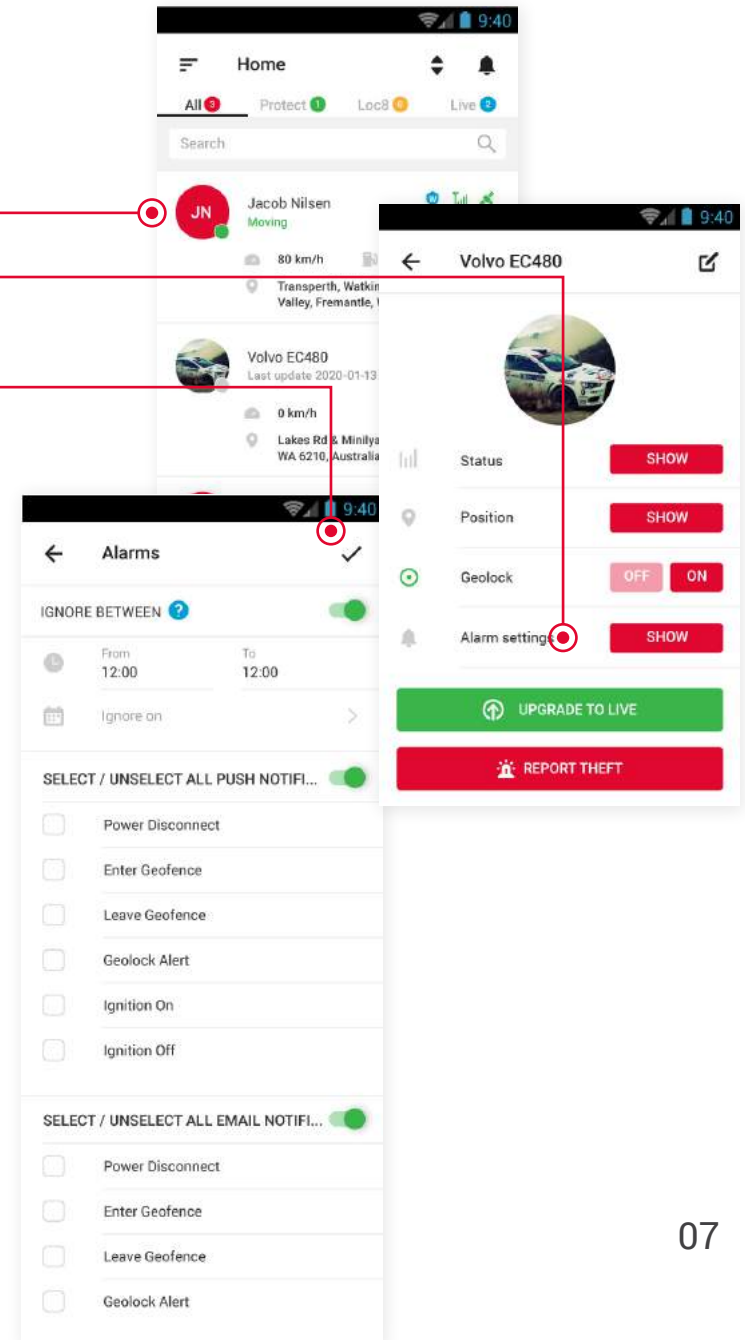 9:40
Home
All 3 Protect 1 Loc8 0 Live 2
Search
JN
Jacob Nilsen
Moving
80 km/h
Transperth, Watkin
Valley, Fremantle,
Volvo EC480
Last update 2020-01-13
0 km/h
Lakes Rd & Minilya
WA 6210, Australia
9:40
Volvo EC480
Status SHOW
Position SHOW
Geolock OFF ON
Alarm settings SHOW
UPGRADE TO LIVE
REPORT THEFT
9:40
Alarms
IGNORE BETWEEN ?
From To
12:00 12:00
Ignore on
SELECT / UNSELECT ALL PUSH NOTIFI...
Power Disconnect
Enter Geofence
Leave Geofence
Geolock Alert
Ignition On
Ignition Off
SELECT / UNSELECT ALL EMAIL NOTIFI...
Power Disconnect
Enter Geofence
Leave Geofence
Geolock Alert
07